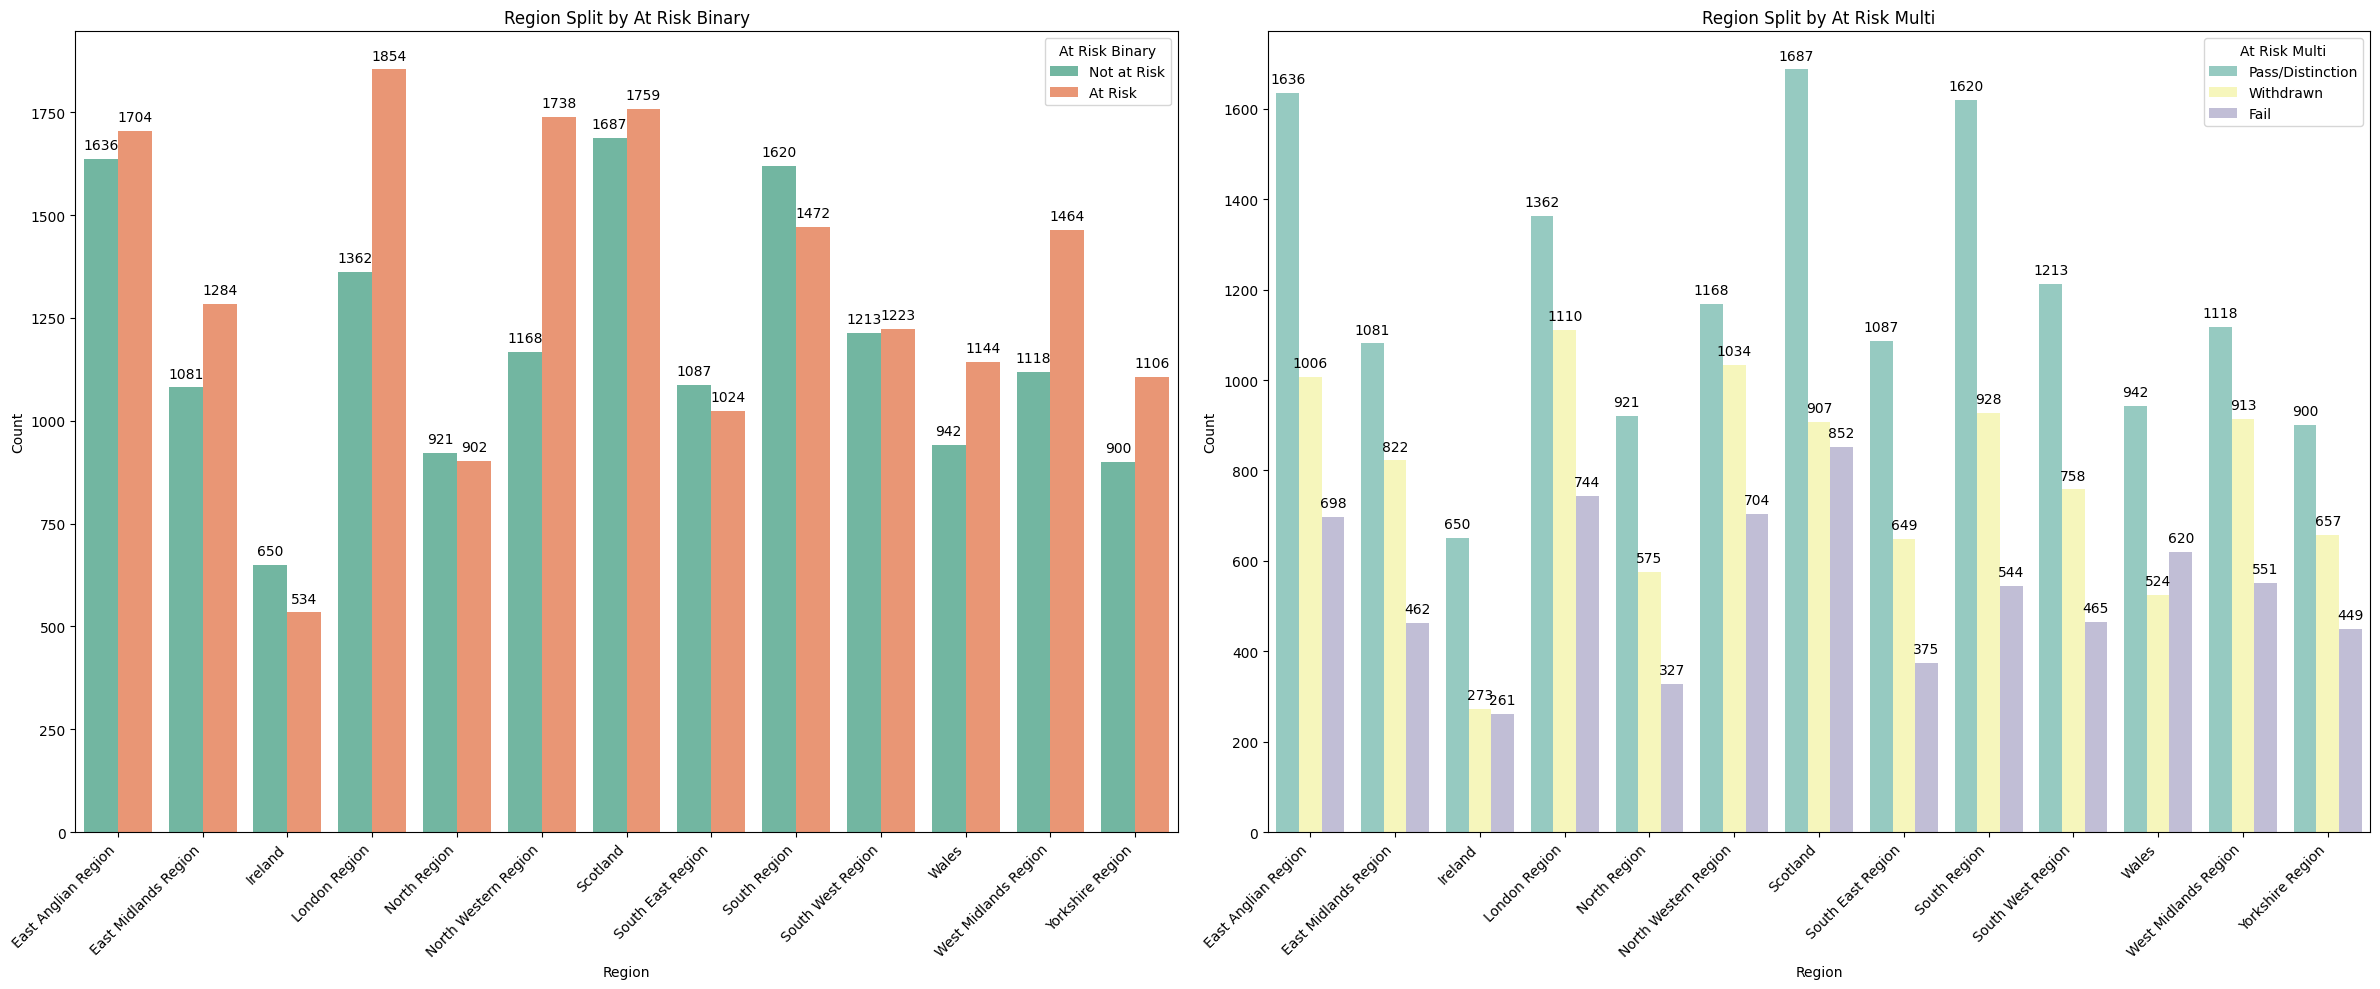 Region Split by At Risk Binary
At Risk Binary
Not at Risk
At Risk
Count
1750
1500
1250
1000
750
500
250
0
1636
1704
1081
1284
650
534
1362
1854
921
902
1168
1738
1687
1759
1087
1024
1620
1472
1213
1223
942
1144
1118
1464
900
1106
East Anglian Region
East Midlands Region
Ireland
London Region
North Region
North Western Region
Scotland
South East Region
South Region
South West Region
Wales
West Midlands Region
Yorkshire Region
Region
Region Split by At Risk Multi
At Risk Multi
Pass/Distinction
Withdrawn
Fail
Count
1600
1400
1200
1000
800
600
400
200
0
1636
1006
698
1081
822
462
650
273
261
1362
1110
744
921
575
327
1168
1034
704
1687
907
852
1087
649
375
1620
928
544
1213
758
465
942
524
620
1118
913
551
900
657
449
East Anglian Region
East Midlands Region
Ireland
London Region
North Region
North Western Region
Scotland
South East Region
South Region
South West Region
Wales
West Midlands Region
Yorkshire Region
Region